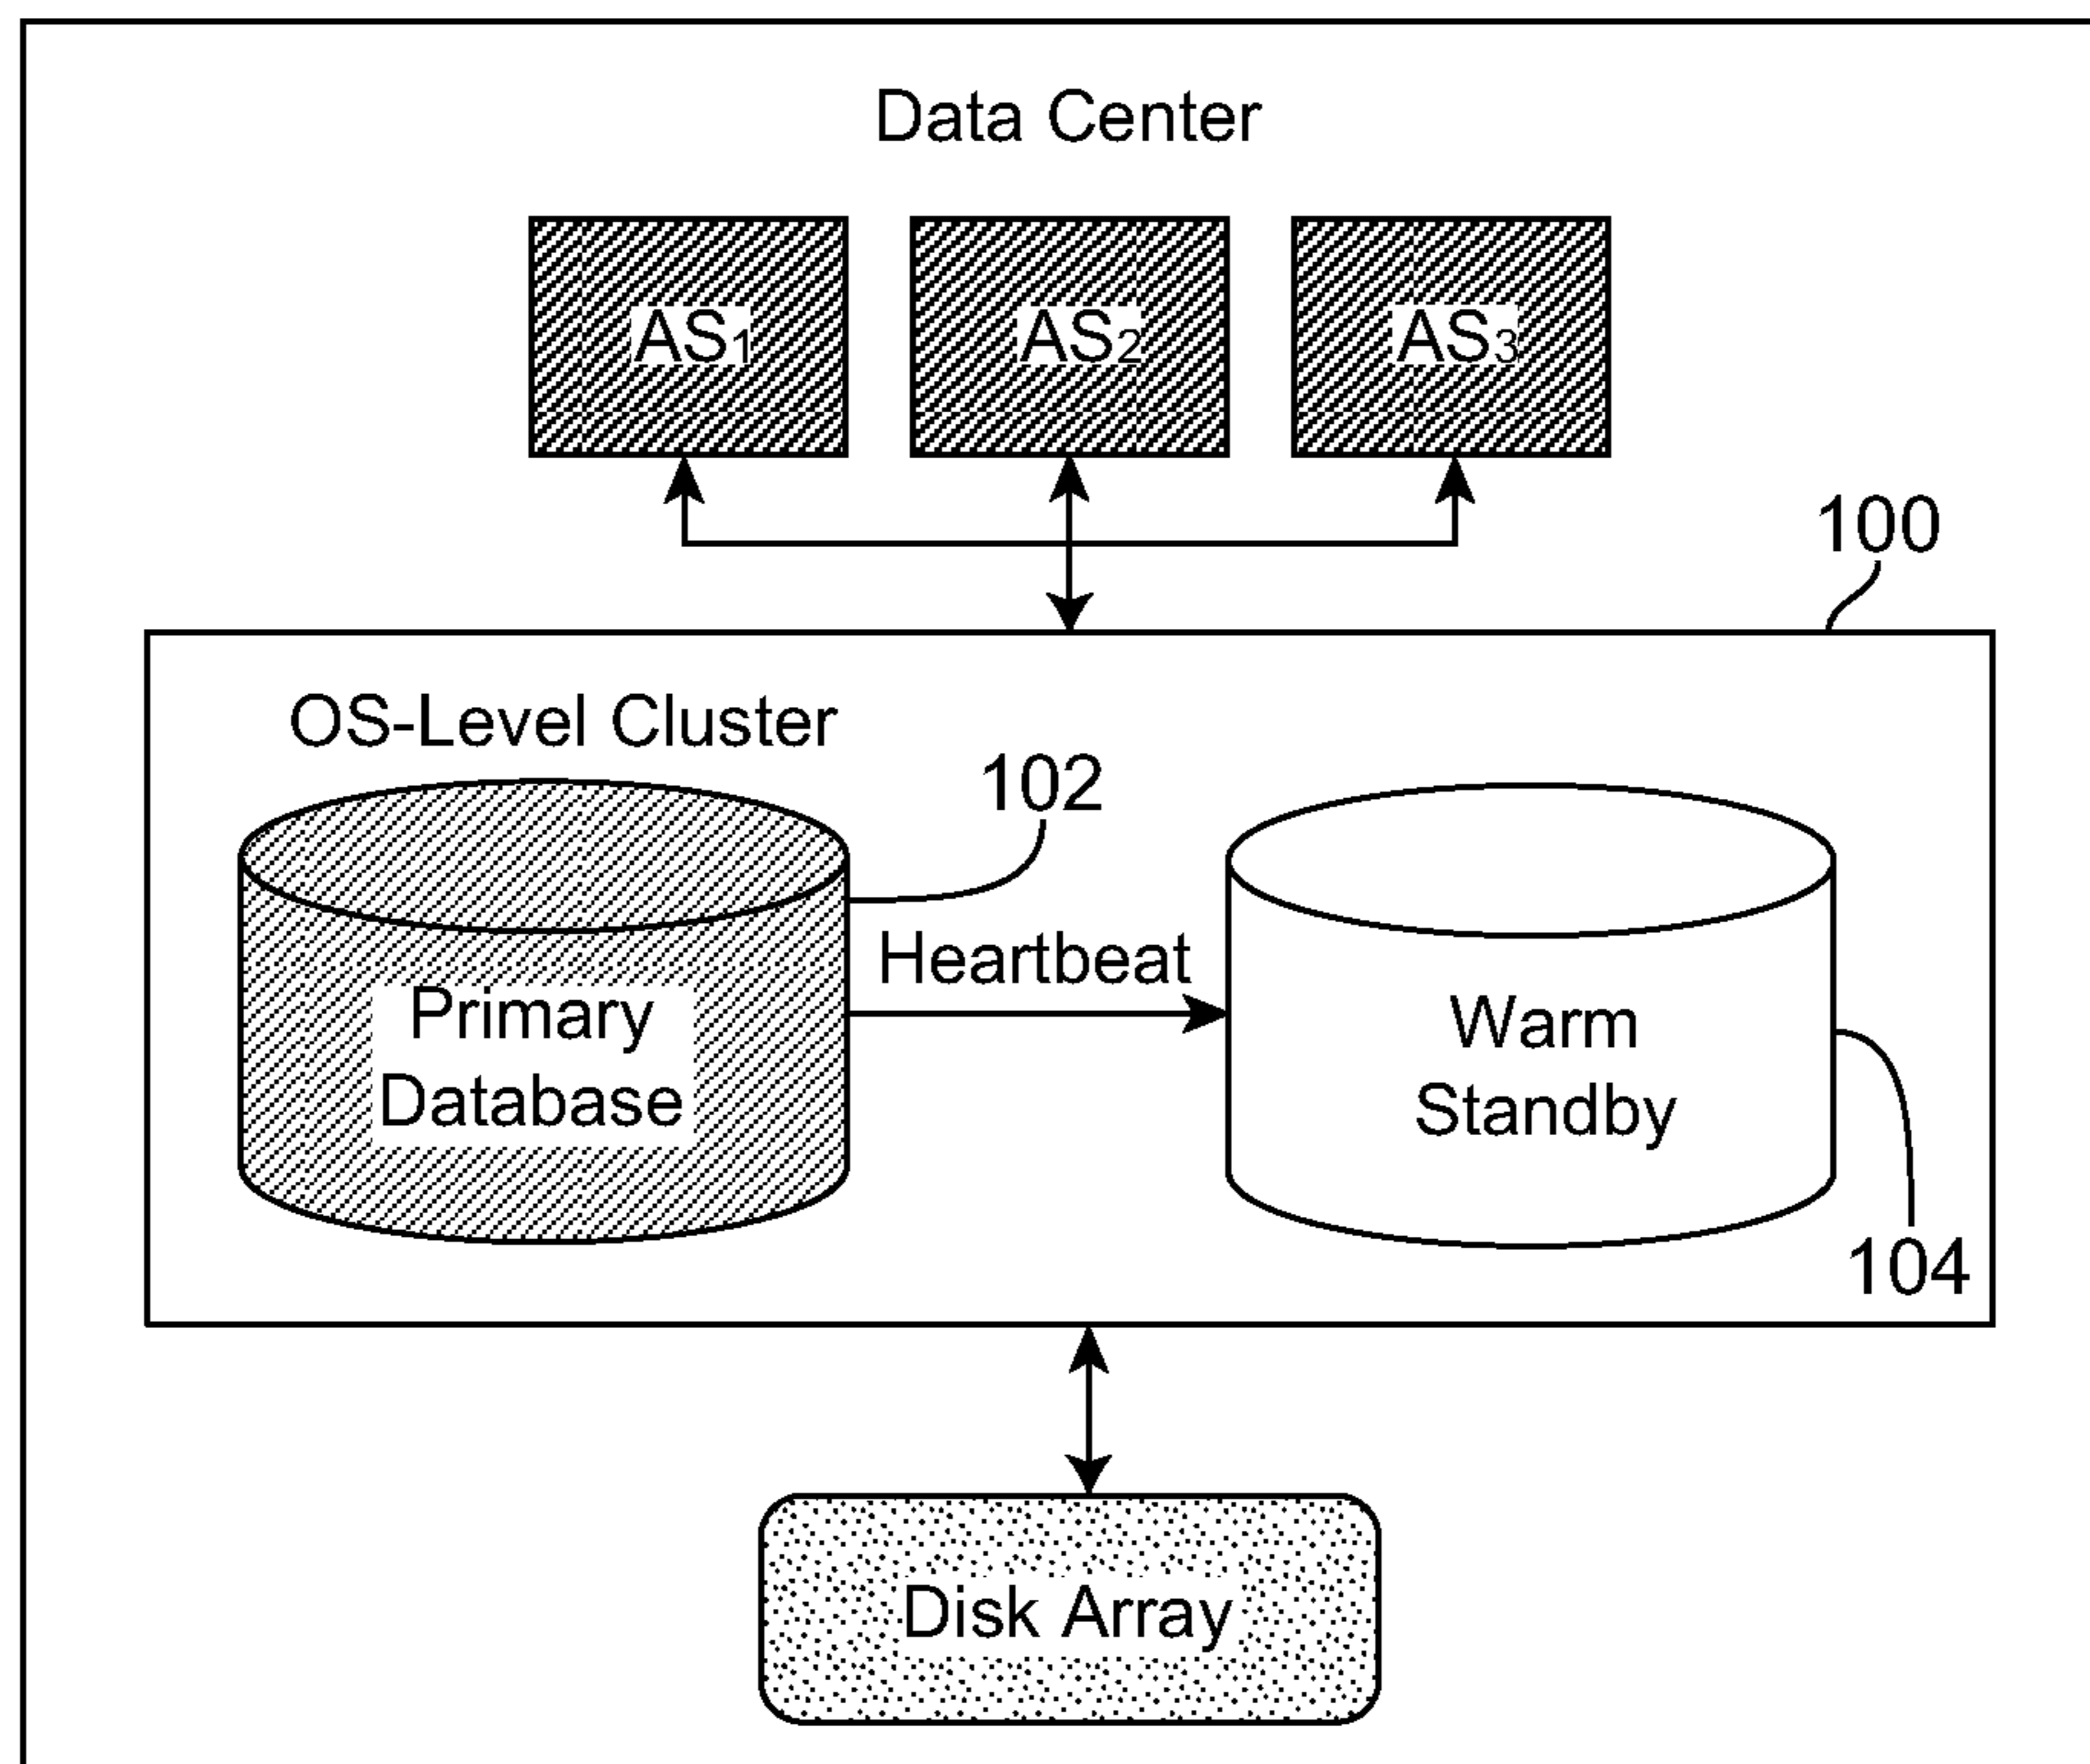 Data Center
AS1 AS2 AS3
100
OS-Level Cluster
102
Heartbeat
Primary
Database
Warm
Standby
104
Disk Array